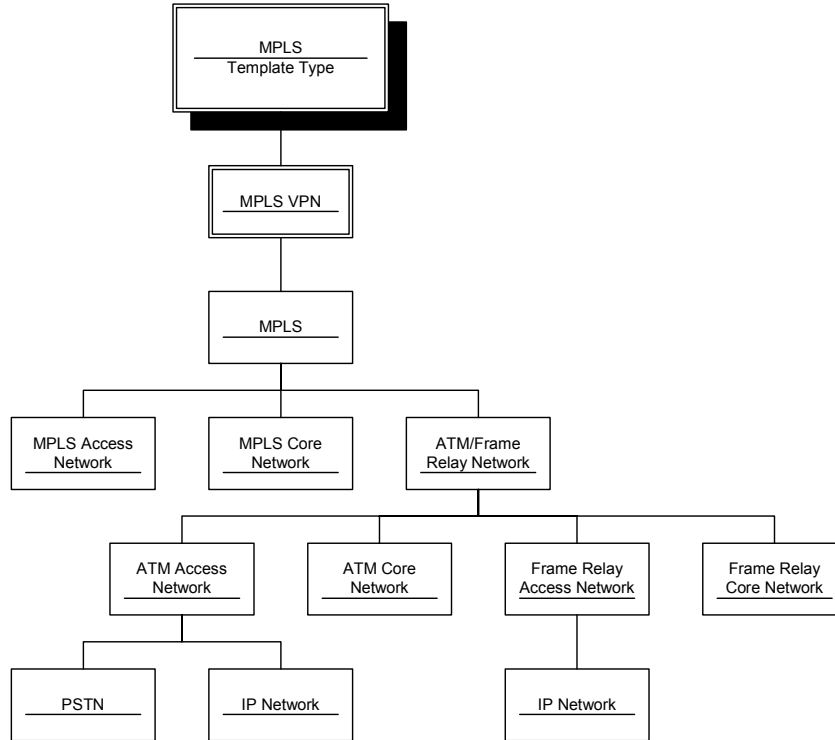 MPLS
Template Type
MPLS VPN
MPLS
MPLS Access
Network
MPLS Core
Network
ATM/Frame
Relay Network
ATM Access
Network
ATM Core
Network
Frame Relay
Access Network
Frame Relay
Core Network
PSTN
IP Network
IP Network